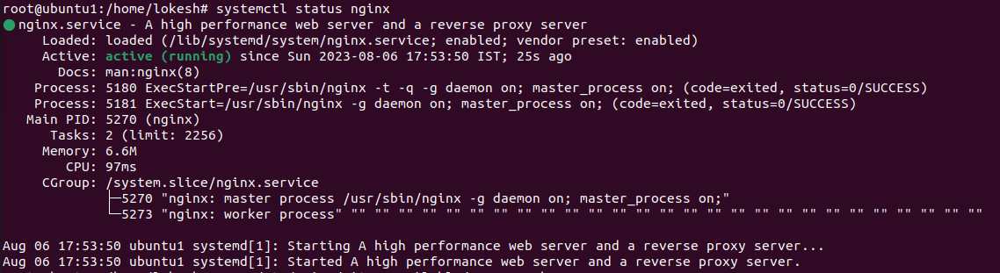 root@ubuntu1:/home/lokesh# systemctl status nginx
● nginx.service - A high performance web server and a reverse proxy server
Loaded: loaded (/lib/systemd/system/nginx.service; enabled; vendor preset: enabled)
Active: active (running) since Sun 2023-08-06 17:53:50 IST; 25s ago
Docs: man:nginx(8)
Process: 5180 ExecStartPre=/usr/sbin/nginx -t -q -g daemon on; master_process on; (code=exited, status=0/SUCCESS)
Process: 5181 ExecStart=/usr/sbin/nginx -g daemon on; master_process on; (code=exited, status=0/SUCCESS)
Main PID: 5270 (nginx)
Tasks: 2 (limit: 2256)
Memory: 6.6M
CPU: 97ms
CGroup: /system.slice/nginx.service
├─5270 "nginx: master process /usr/sbin/nginx -g daemon on; master_process on;"
└─5273 "nginx: worker process" "" "" "" "" "" "" "" "" "" "" "" "" "" "" "" "" "" "" "" "" "" "" "" "" "" "" ""
Aug 06 17:53:50 ubuntu1 systemd[1]: Starting A high performance web server and a reverse proxy server...
Aug 06 17:53:50 ubuntu1 systemd[1]: Started A high performance web server and a reverse proxy server.